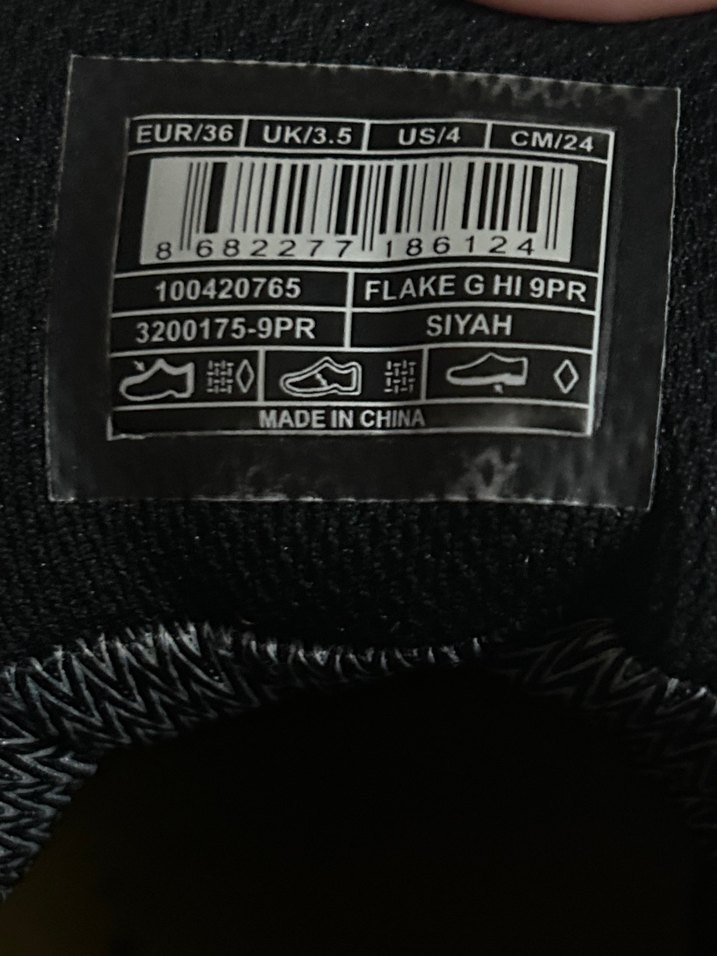 EUR/36 UK/3.5 US/4 CM/24
8 682277 186124
100420765 FLAKE G HI 9PR
3200175-9PR SIYAH
MADE IN CHINA